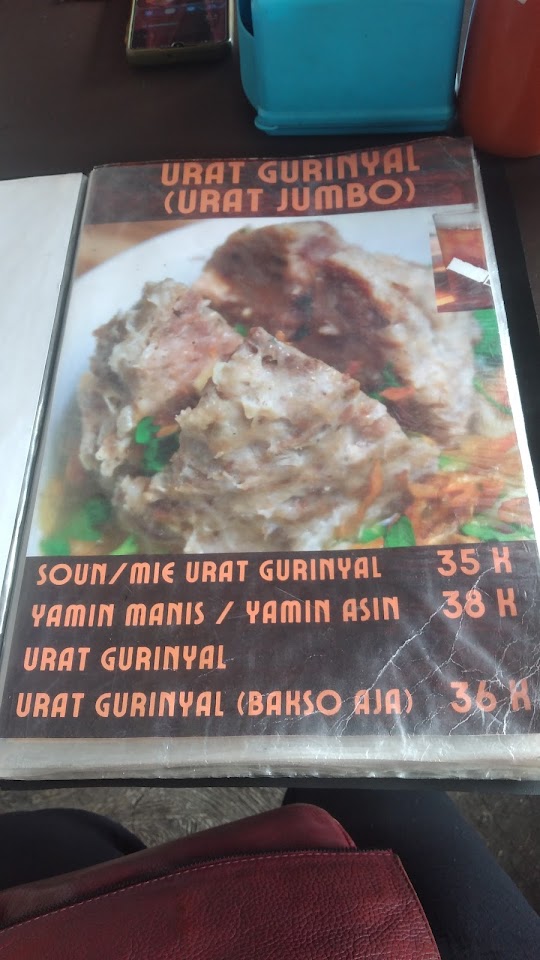 URAT GURINYAL
(URAT JUMBO)
SOUN/MIE URAT GURINYAL 35 K
YAMIN MANIS / YAMIN ASIN 38 K
URAT GURINYAL
URAT GURINYAL (BAKSO AJA) 36 K